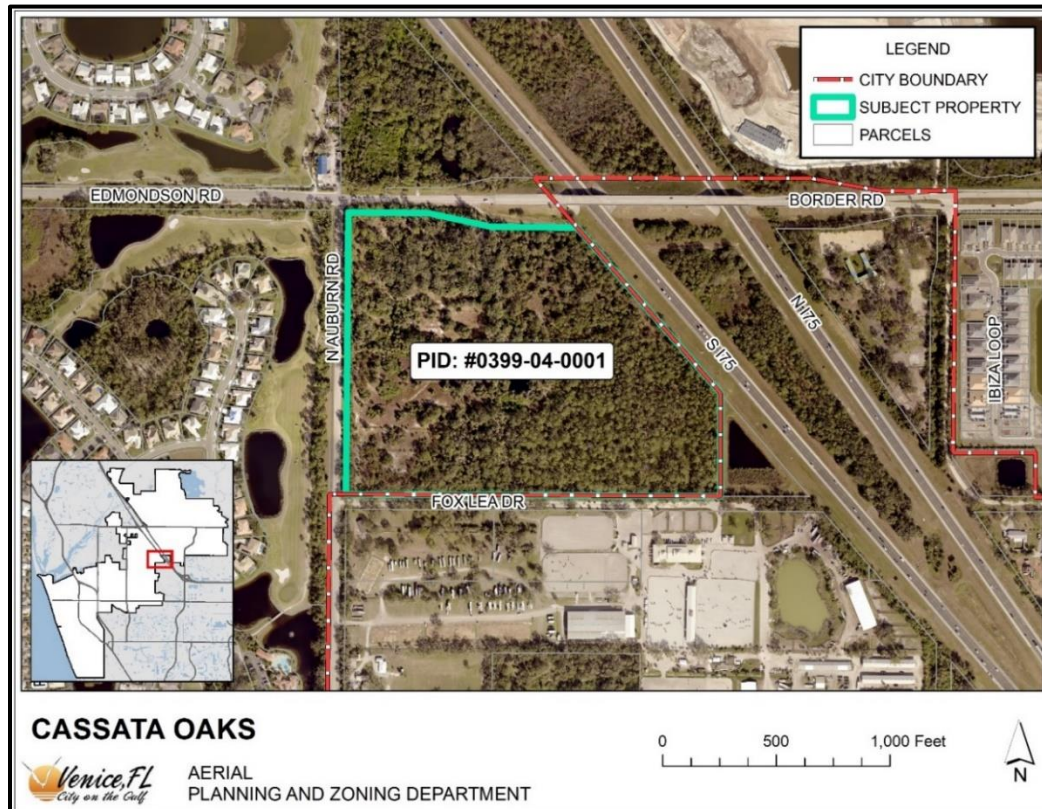 LEGEND
CITY BOUNDARY
SUBJECT PROPERTY
PARCELS
EDMONDSON RD
BORDER RD
N AUBURN RD
N I75
S I75
PID: #0399-04-0001
IBIZA LOOP
FOX LEA DR
CASSATA OAKS
0 500 1,000 Feet
N
Venice, FL
City on the Gulf
AERIAL
PLANNING AND ZONING DEPARTMENT